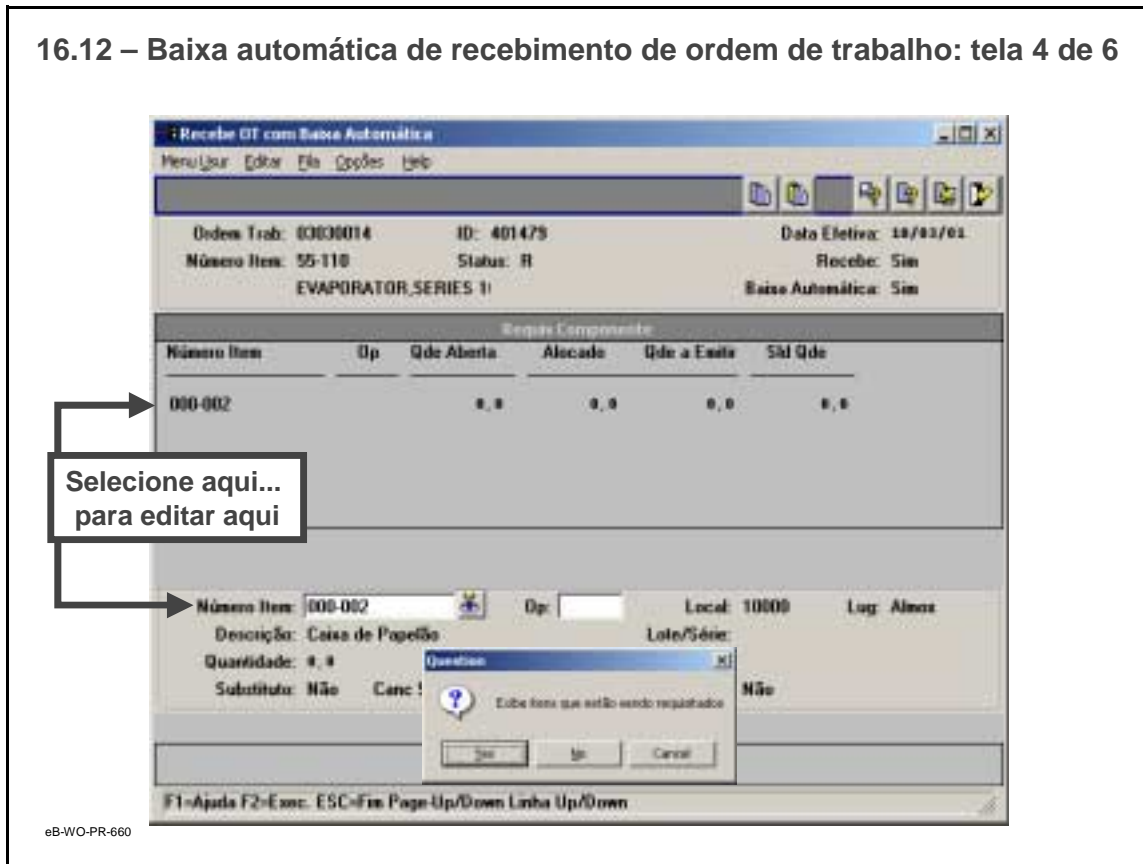 16.12 – Baixa automática de recebimento de ordem de trabalho: tela 4 de 6
Recebe OT com Baixa Automática
Menu Usur Editar Fila Opções Help
Ordem Trab: 03030014 ID: 401479 Data Efetiva: 10/03/01
Número Item: 55-110 Status: R Recebe: Sim
EVAPORATOR,SERIES 1 Baixa Automática: Sim
Requis Componente
Número Item Op Qde Aberta Alocado Qde a Emitir Sld Qde
000-002 0,0 0,0 0,0 0,0
Selecione aqui...
para editar aqui
Número Item: 000-002 Op: Local: 10000 Lug: Almox
Descrição: Caixa de Papelão Lote/Série:
Quantidade: 0,0
Substituto: Não Canc Não
Question
Exibe itens que estão sendo requisitados
Yes No Cancel
F1=Ajuda F2=Exec. ESC=Fim Page-Up/Down Linha Up/Down
eB-WO-PR-660